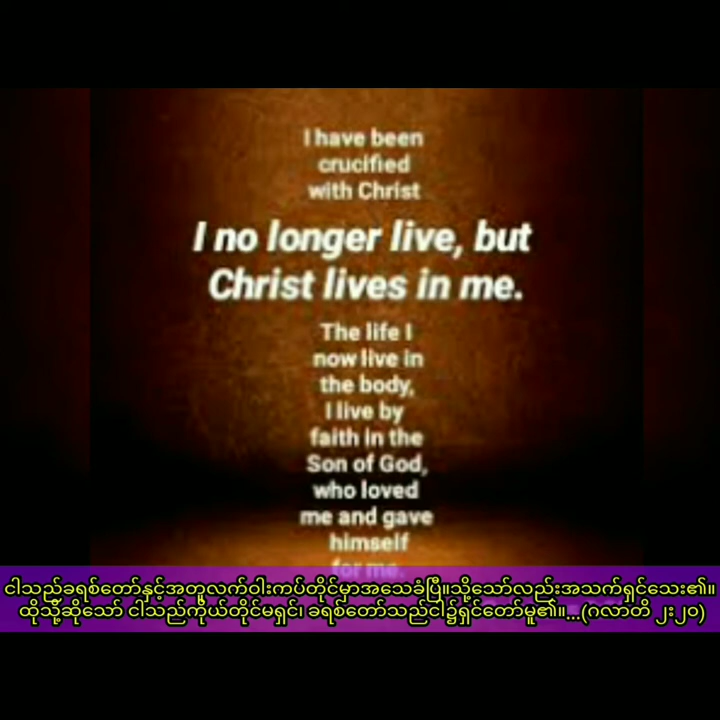 I have been
crucified
with Christ
I no longer live, but
Christ lives in me.
The life I
now live in
the body,
I live by
faith in the
Son of God,
who loved
me and gave
himself
for me.
ငါသည်ခရစ်တော်နှင့်အတူလက်ဝါးကပ်တိုင်မှာအသေခံပြီ။သို့သော်လည်းအသက်ရှင်သေး၏။
ထိုသို့ဆိုသော် ငါသည်ကိုယ်တိုင်မရှင်၊ ခရစ်တော်သည်ငါ၌ရှင်တော်မူ၏။...(ဂလာတိ ၂း၂၀)